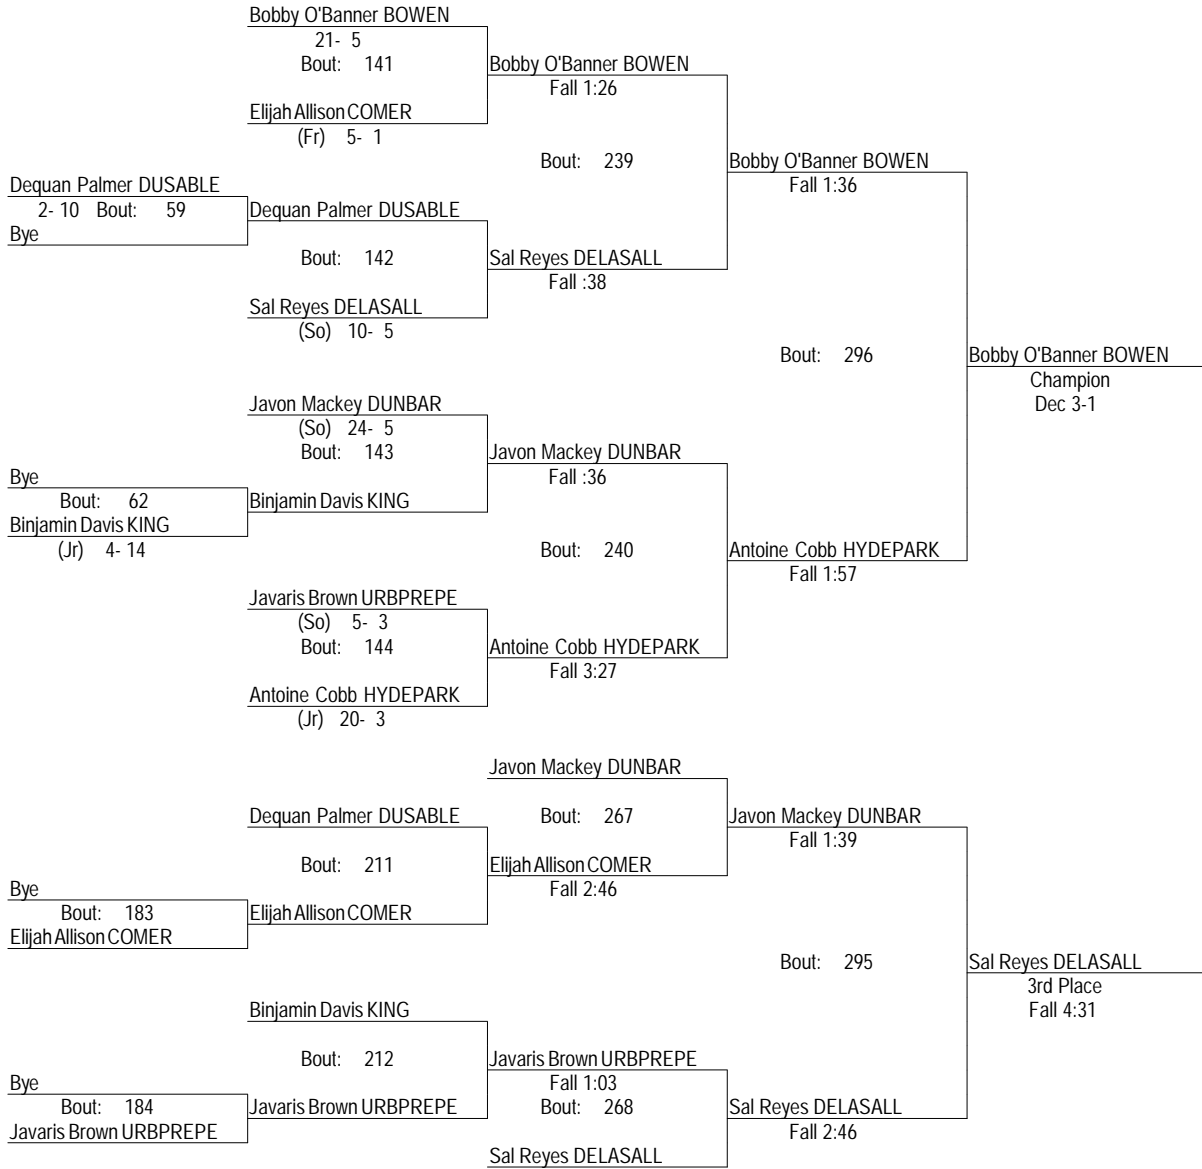 Bobby O'Banner BOWEN
21- 5
Bout: 141
Bobby O'Banner BOWEN
Fall 1:26
Elijah Allison COMER
(Fr) 5- 1
Bout: 239
Bobby O'Banner BOWEN
Fall 1:36
Dequan Palmer DUSABLE
2- 10 Bout: 59
Dequan Palmer DUSABLE
Bye
Bout: 142
Sal Reyes DELASALL
Fall :38
Sal Reyes DELASALL
(So) 10- 5
Bout: 296
Bobby O'Banner BOWEN
Champion
Dec 3-1
Javon Mackey DUNBAR
(So) 24- 5
Bout: 143
Javon Mackey DUNBAR
Fall :36
Bye
Bout: 62
Binjamin Davis KING
Binjamin Davis KING
(Jr) 4- 14
Bout: 240
Antoine Cobb HYDEPARK
Fall 1:57
Javaris Brown URBPREPE
(So) 5- 3
Bout: 144
Antoine Cobb HYDEPARK
Fall 3:27
Antoine Cobb HYDEPARK
(Jr) 20- 3
Javon Mackey DUNBAR
Dequan Palmer DUSABLE
Bout: 267
Javon Mackey DUNBAR
Fall 1:39
Bout: 211
Elijah Allison COMER
Fall 2:46
Bye
Bout: 183
Elijah Allison COMER
Elijah Allison COMER
Bout: 295
Sal Reyes DELASALL
3rd Place
Fall 4:31
Binjamin Davis KING
Bout: 212
Javaris Brown URBPREPE
Fall 1:03
Bye
Bout: 184
Javaris Brown URBPREPE
Bout: 268
Sal Reyes DELASALL
Fall 2:46
Javaris Brown URBPREPE
Sal Reyes DELASALL